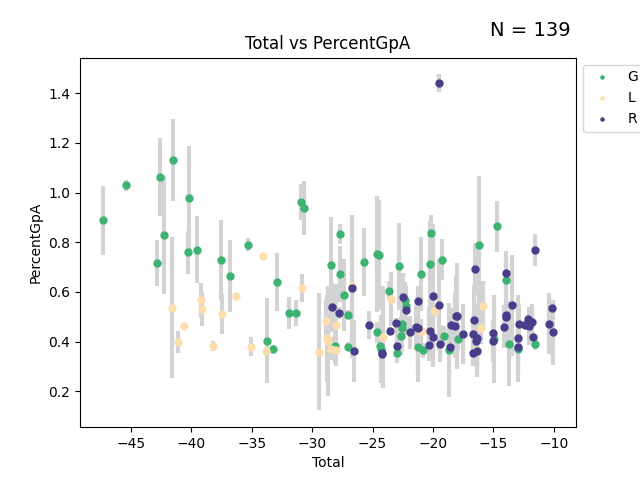 N = 139
Total vs PercentGpA
G
L
R
PercentGpA
1.4
1.2
1.0
0.8
0.6
0.4
0.2
−45 −40 −35 −30 −25 −20 −15 −10
Total